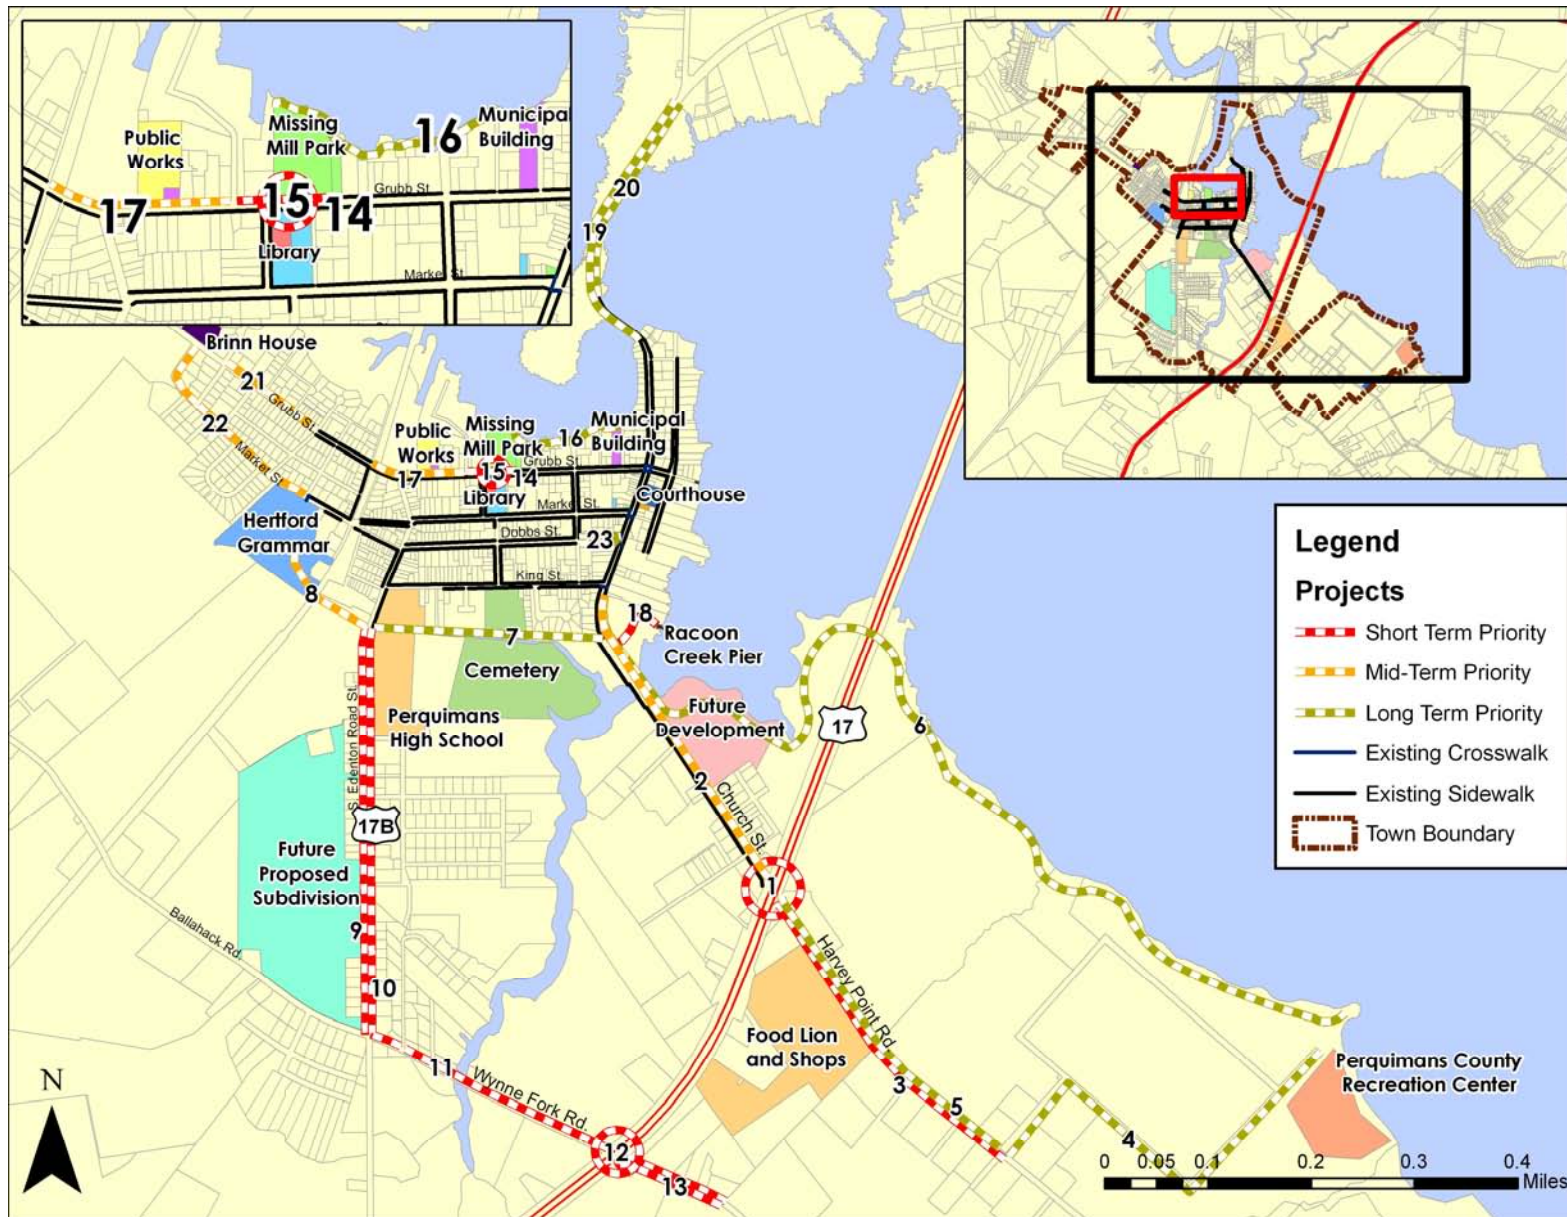 Public
Works
Missing
Mill Park
16
Municipal
Building
Grubb St.
17
15
14
Library
Market St.
20
19
Brinn House
21
Grubb St.
22
Market St.
Public
Works
Missing
Mill Park
16
Municipal
Building
17
15
Grubb St.
14
Library
Courthouse
Market St.
Hertford
Grammar
Dobbs St.
23
King St.
8
18
Racoon
Creek Pier
7
Cemetery
S. Edenton Road St.
Perquimans
High School
Future
Development
17
6
2
Church St.
17B
Future
Proposed
Subdivision
1
Ballahack Rd.
9
10
Harvey Point Rd
Food Lion
and Shops
11
Wynne Fork Rd.
3
5
4
12
13
Perquimans County
Recreation Center
N
Legend
Projects
Short Term Priority
Mid-Term Priority
Long Term Priority
Existing Crosswalk
Existing Sidewalk
Town Boundary
0 0.05 0.1 0.2 0.3 0.4
Miles